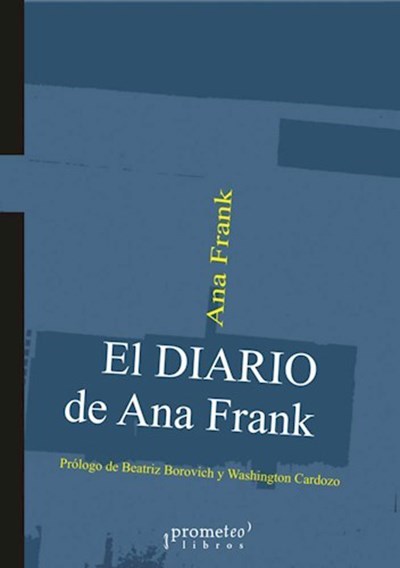 Ana Frank
El DIARIO
de Ana Frank
Prólogo de Beatriz Borovich y Washington Cardozo
prometeo
libros